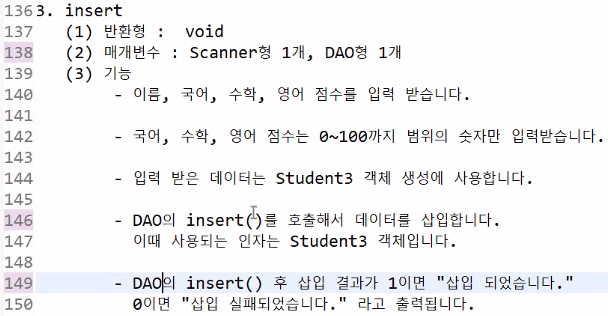 136 3. insert
137 (1) 반환형 : void
138 (2) 매개변수 : Scanner형 1개, DAO형 1개
139 (3) 기능
140 - 이름, 국어, 수학, 영어 점수를 입력 받습니다.
141
142 - 국어, 수학, 영어 점수는 0~100까지 범위의 숫자만 입력받습니다.
143
144 - 입력 받은 데이터는 Student3 객체 생성에 사용합니다.
145
146 - DAO의 insert()를 호출해서 데이터를 삽입합니다.
147 이때 사용되는 인자는 Student3 객체입니다.
148
149 - DAO의 insert() 후 삽입 결과가 1이면 "삽입 되었습니다."
150 0이면 "삽입 실패되었습니다." 라고 출력됩니다.